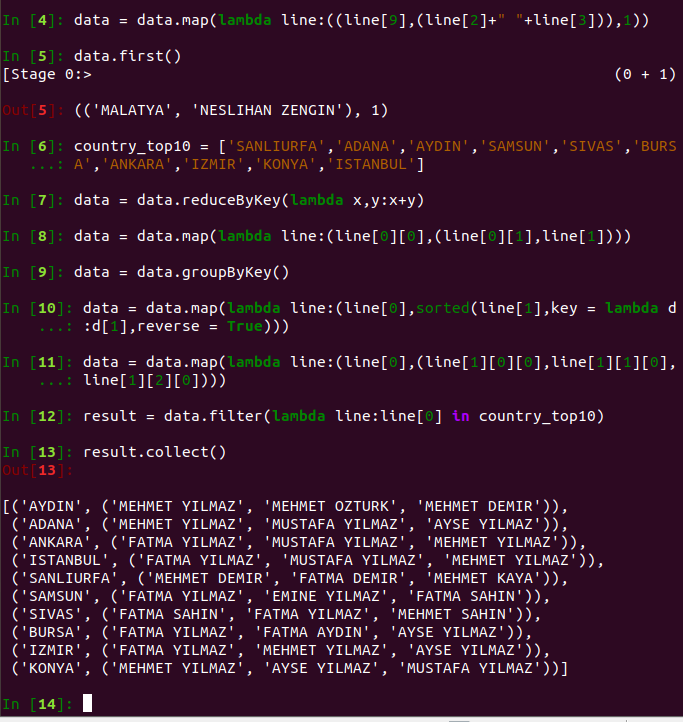 In [4]: data = data.map(lambda line:((line[9],(line[2]+" "+line[3])),1))
In [5]: data.first()
[Stage 0:> (0 + 1)
Out[5]: (('MALATYA', 'NESLIHAN ZENGIN'), 1)
In [6]: country_top10 = ['SANLIURFA','ADANA','AYDIN','SAMSUN','SIVAS','BURS
...: A','ANKARA','IZMIR','KONYA','ISTANBUL']
In [7]: data = data.reduceByKey(lambda x,y:x+y)
In [8]: data = data.map(lambda line:(line[0][0],(line[0][1],line[1])))
In [9]: data = data.groupByKey()
In [10]: data = data.map(lambda line:(line[0],sorted(line[1],key = lambda d
...: :d[1],reverse = True)))
In [11]: data = data.map(lambda line:(line[0],(line[1][0][0],line[1][1][0],
...: line[1][2][0])))
In [12]: result = data.filter(lambda line:line[0] in country_top10)
In [13]: result.collect()
Out[13]:
[('AYDIN', ('MEHMET YILMAZ', 'MEHMET OZTURK', 'MEHMET DEMIR')),
('ADANA', ('MEHMET YILMAZ', 'MUSTAFA YILMAZ', 'AYSE YILMAZ')),
('ANKARA', ('FATMA YILMAZ', 'MUSTAFA YILMAZ', 'MEHMET YILMAZ')),
('ISTANBUL', ('FATMA YILMAZ', 'MUSTAFA YILMAZ', 'MEHMET YILMAZ')),
('SANLIURFA', ('MEHMET DEMIR', 'FATMA DEMIR', 'MEHMET KAYA')),
('SAMSUN', ('FATMA YILMAZ', 'EMINE YILMAZ', 'FATMA SAHIN')),
('SIVAS', ('FATMA SAHIN', 'FATMA YILMAZ', 'MEHMET SAHIN')),
('BURSA', ('FATMA YILMAZ', 'FATMA AYDIN', 'AYSE YILMAZ')),
('IZMIR', ('FATMA YILMAZ', 'MEHMET YILMAZ', 'AYSE YILMAZ')),
('KONYA', ('MEHMET YILMAZ', 'AYSE YILMAZ', 'MUSTAFA YILMAZ'))]
In [14]: